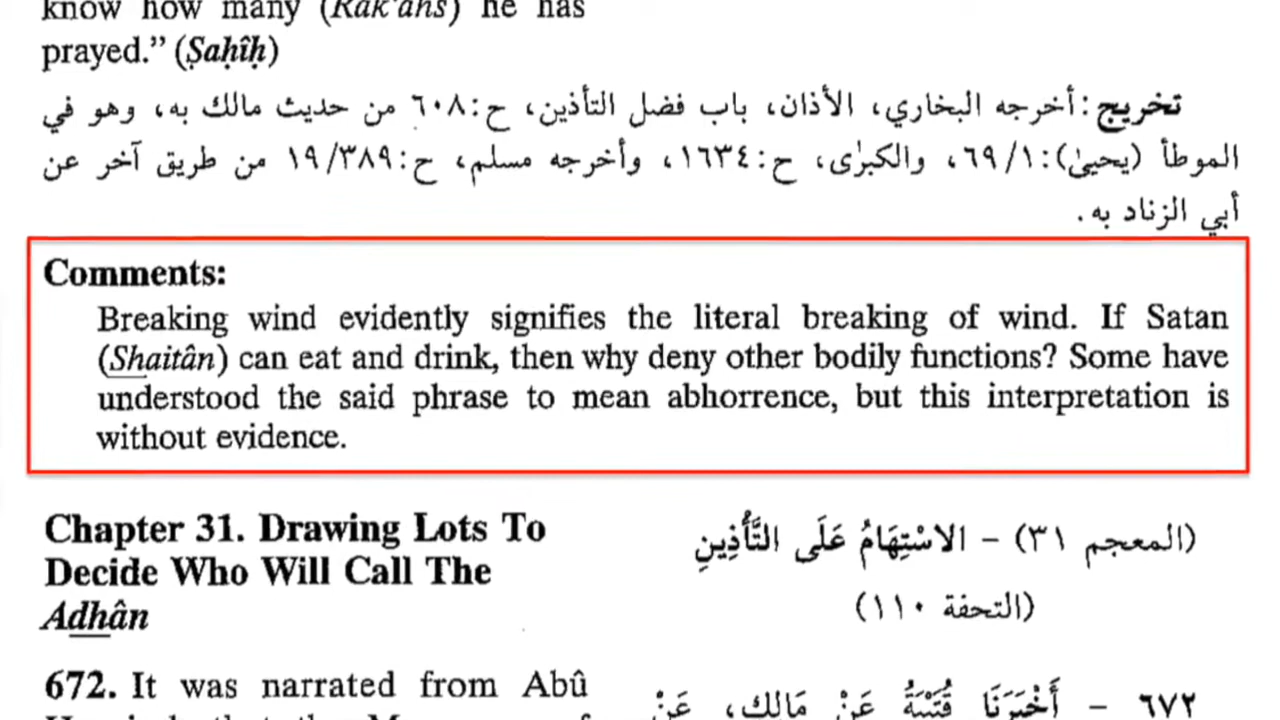 know how many (Rak'ahs) he has
prayed." (Ṣaḥîḥ)
تخريج: أخرجه البخاري، الأذان، باب فضل التأذين، ح:٦٠٨ من حديث مالك به، وهو في
الموطأ (يحيىٰ):٦٩/١، والكبرٰى، ح:١٦٣٤، وأخرجه مسلم، ح:١٩/٣٨٩ من طريق آخر عن
أبي الزناد به.
Comments:
Breaking wind evidently signifies the literal breaking of wind. If Satan
(Shaitân) can eat and drink, then why deny other bodily functions? Some have
understood the said phrase to mean abhorrence, but this interpretation is
without evidence.
Chapter 31. Drawing Lots To
Decide Who Will Call The
Adhân
(المعجم ٣١) - الاسْتِهَامُ عَلَى التَّأْذِينِ
(التحفة ١١٠)
672. It was narrated from Abû
٦٧٢ - أَخْبَرَنَا قُتَيْبَةُ عَنْ مَالِك، عَنْ